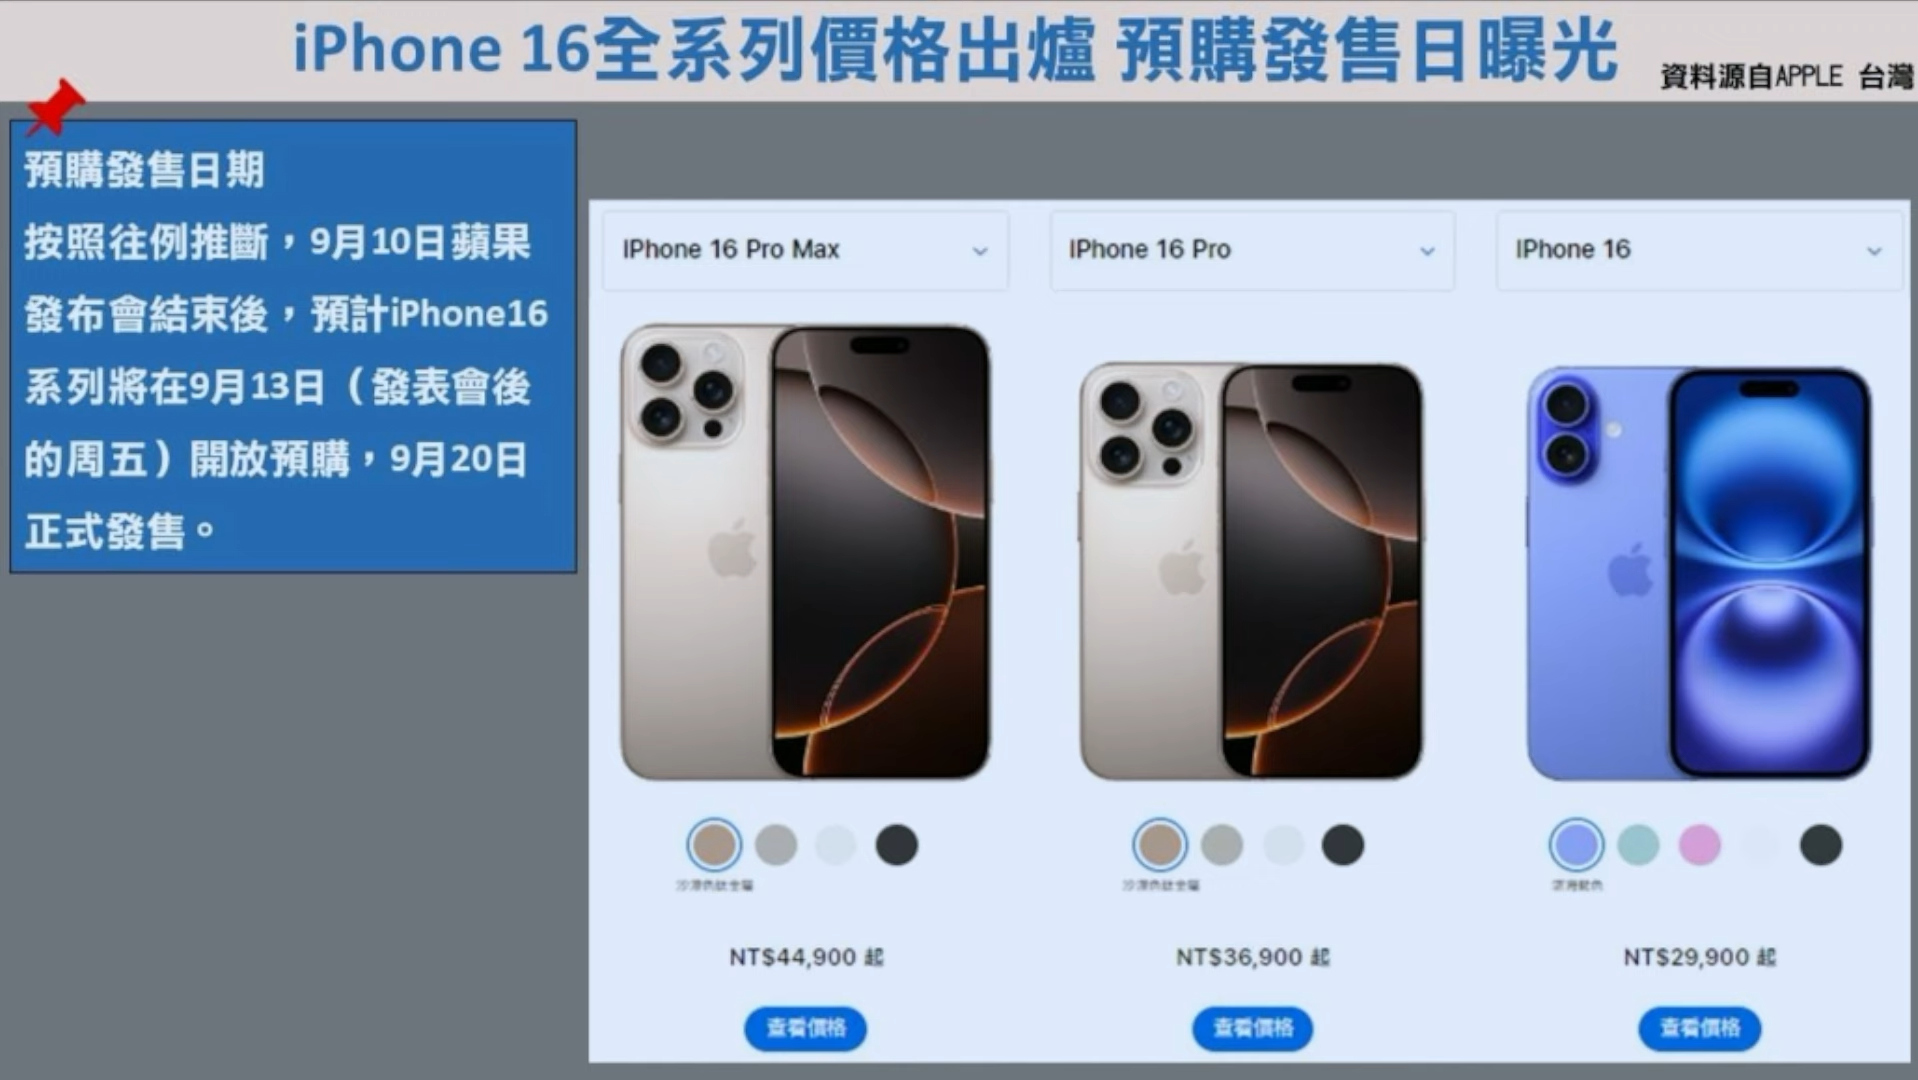 iPhone 16全系列價格出爐 預購發售日曝光
資料源自APPLE 台灣
預購發售日期
按照往例推斷，9月10日蘋果
發布會結束後，預計iPhone16
系列將在9月13日（發表會後
的周五）開放預購，9月20日
正式發售。
IPhone 16 Pro Max
IPhone 16 Pro
IPhone 16
NT$44,900 起
NT$36,900 起
NT$29,900 起
查看價格
查看價格
查看價格